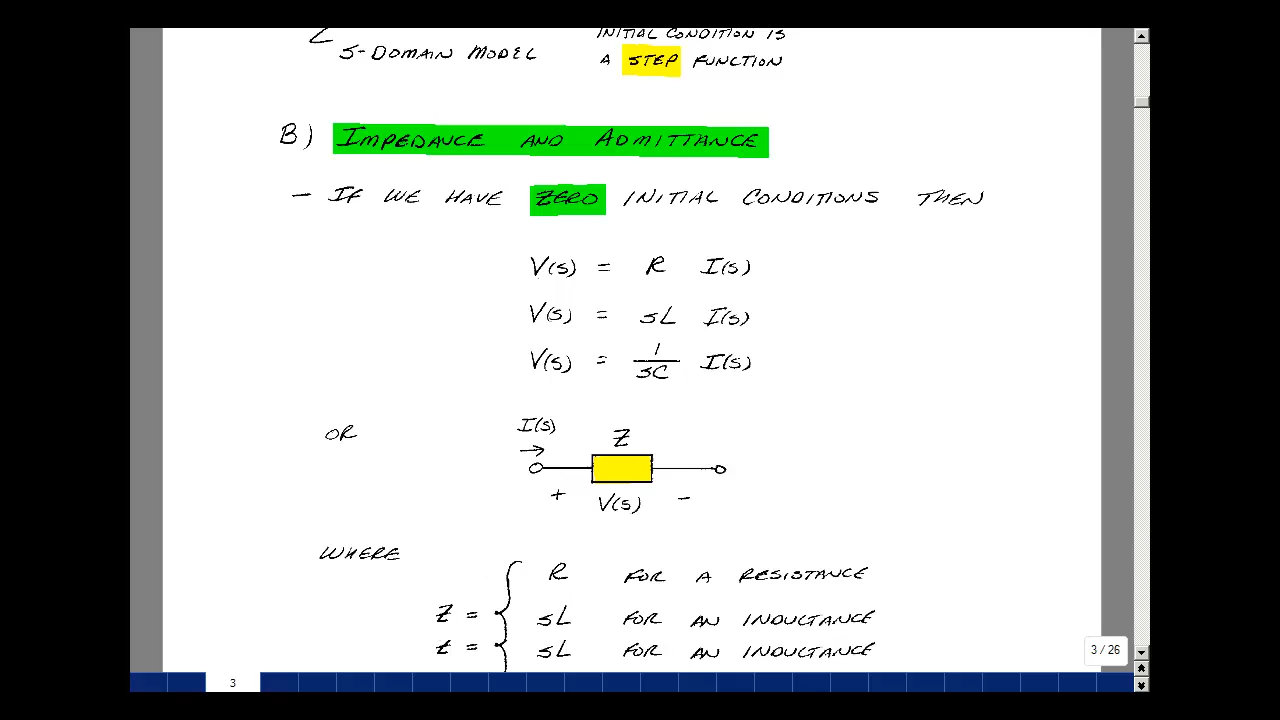 INITIAL CONDITION IS
S-DOMAIN MODEL
A STEP FUNCTION
B) IMPEDANCE AND ADMITTANCE
- IF WE HAVE ZERO INITIAL CONDITIONS THEN
V(s) = R I(s)
V(s) = sL I(s)
V(s) = 1/sC I(s)
OR
I(s)
Z
+ V(s) -
WHERE
R FOR A RESISTANCE
Z = sL FOR AN INDUCTANCE
Z = sL FOR AN INDUCTANCE
3 / 26
3